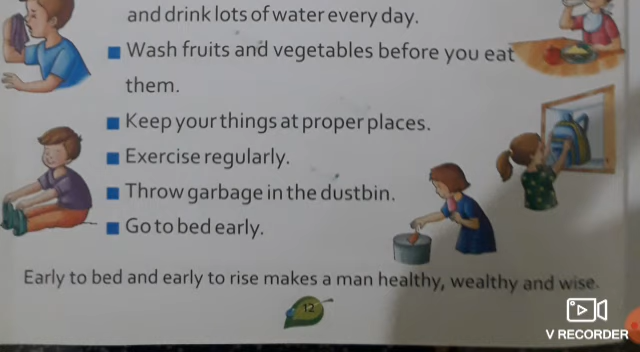 and drink lots of water every day.
Wash fruits and vegetables before you eat
them.
Keep your things at proper places.
Exercise regularly.
Throw garbage in the dustbin.
Go to bed early.
Early to bed and early to rise makes a man healthy, wealthy and wise.
12
V RECORDER